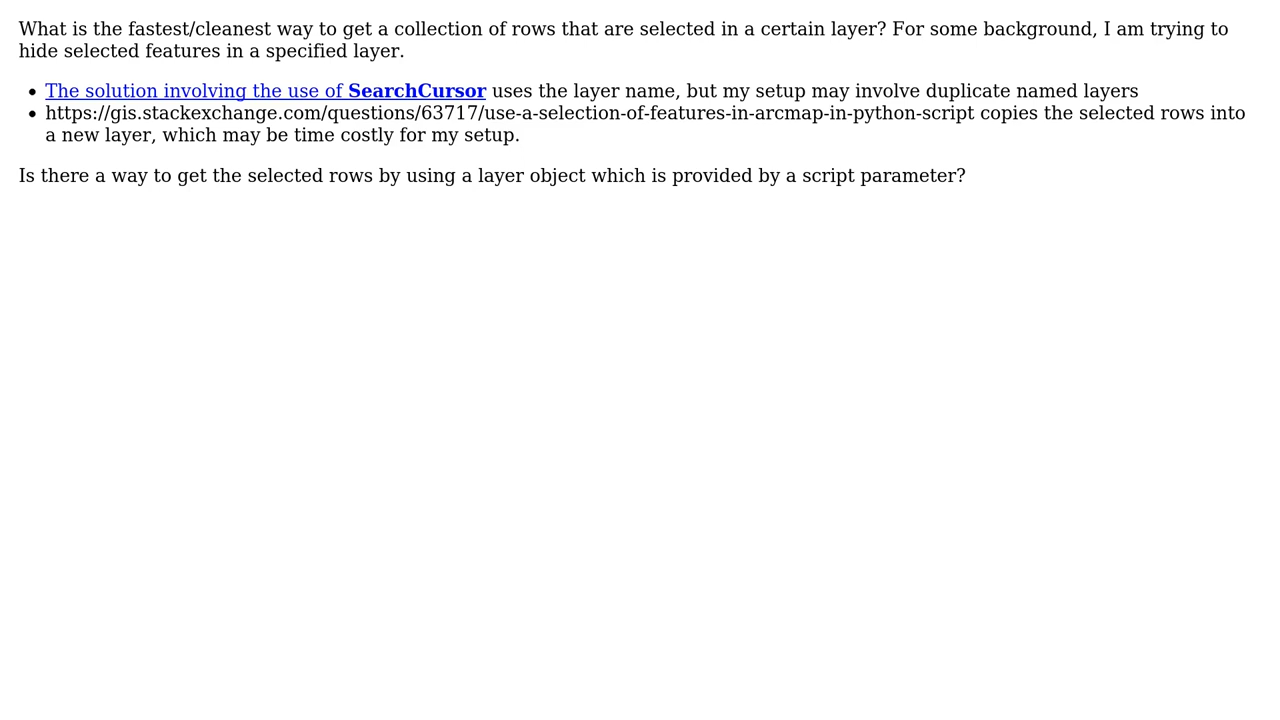 What is the fastest/cleanest way to get a collection of rows that are selected in a certain layer? For some background, I am trying to
hide selected features in a specified layer.
• The solution involving the use of SearchCursor uses the layer name, but my setup may involve duplicate named layers
• https://gis.stackexchange.com/questions/63717/use-a-selection-of-features-in-arcmap-in-python-script copies the selected rows into
a new layer, which may be time costly for my setup.
Is there a way to get the selected rows by using a layer object which is provided by a script parameter?